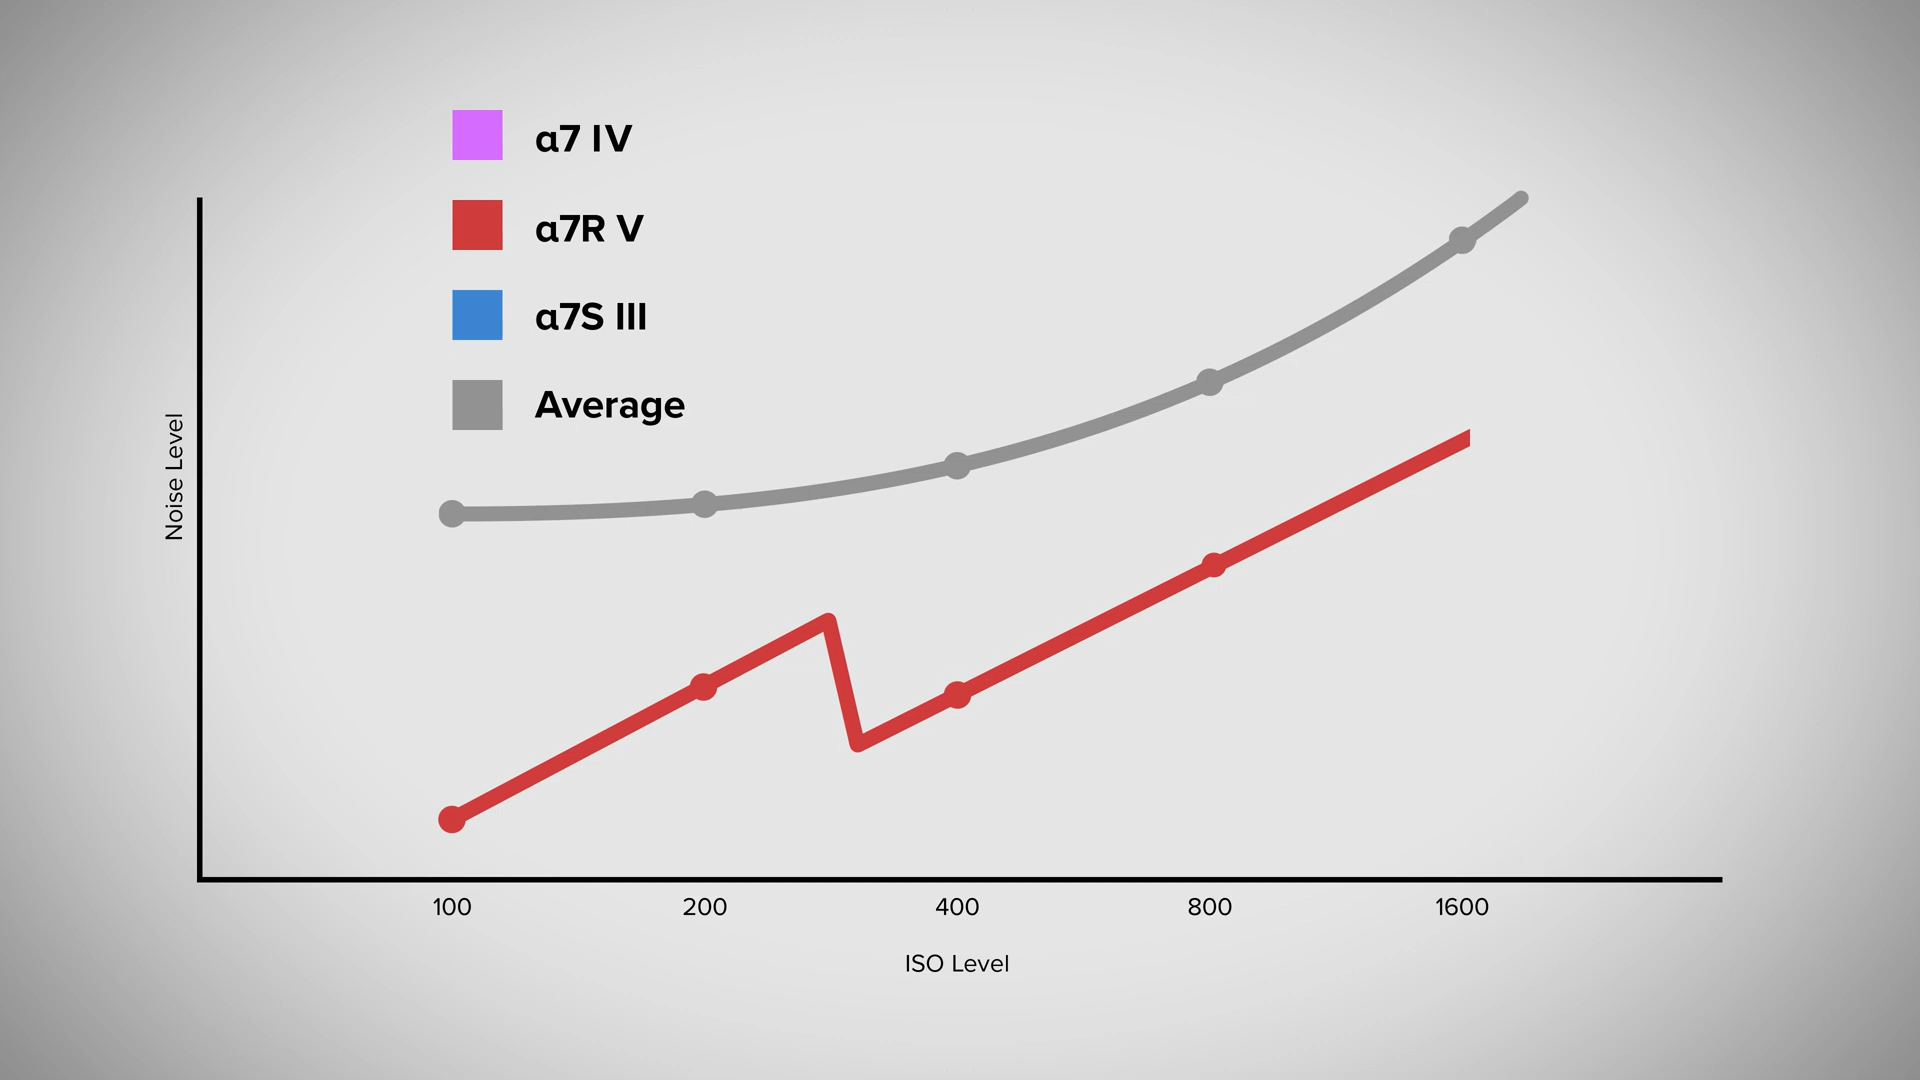 α7 IV
α7R V
α7S III
Average
Noise Level
100 200 400 800 1600
ISO Level